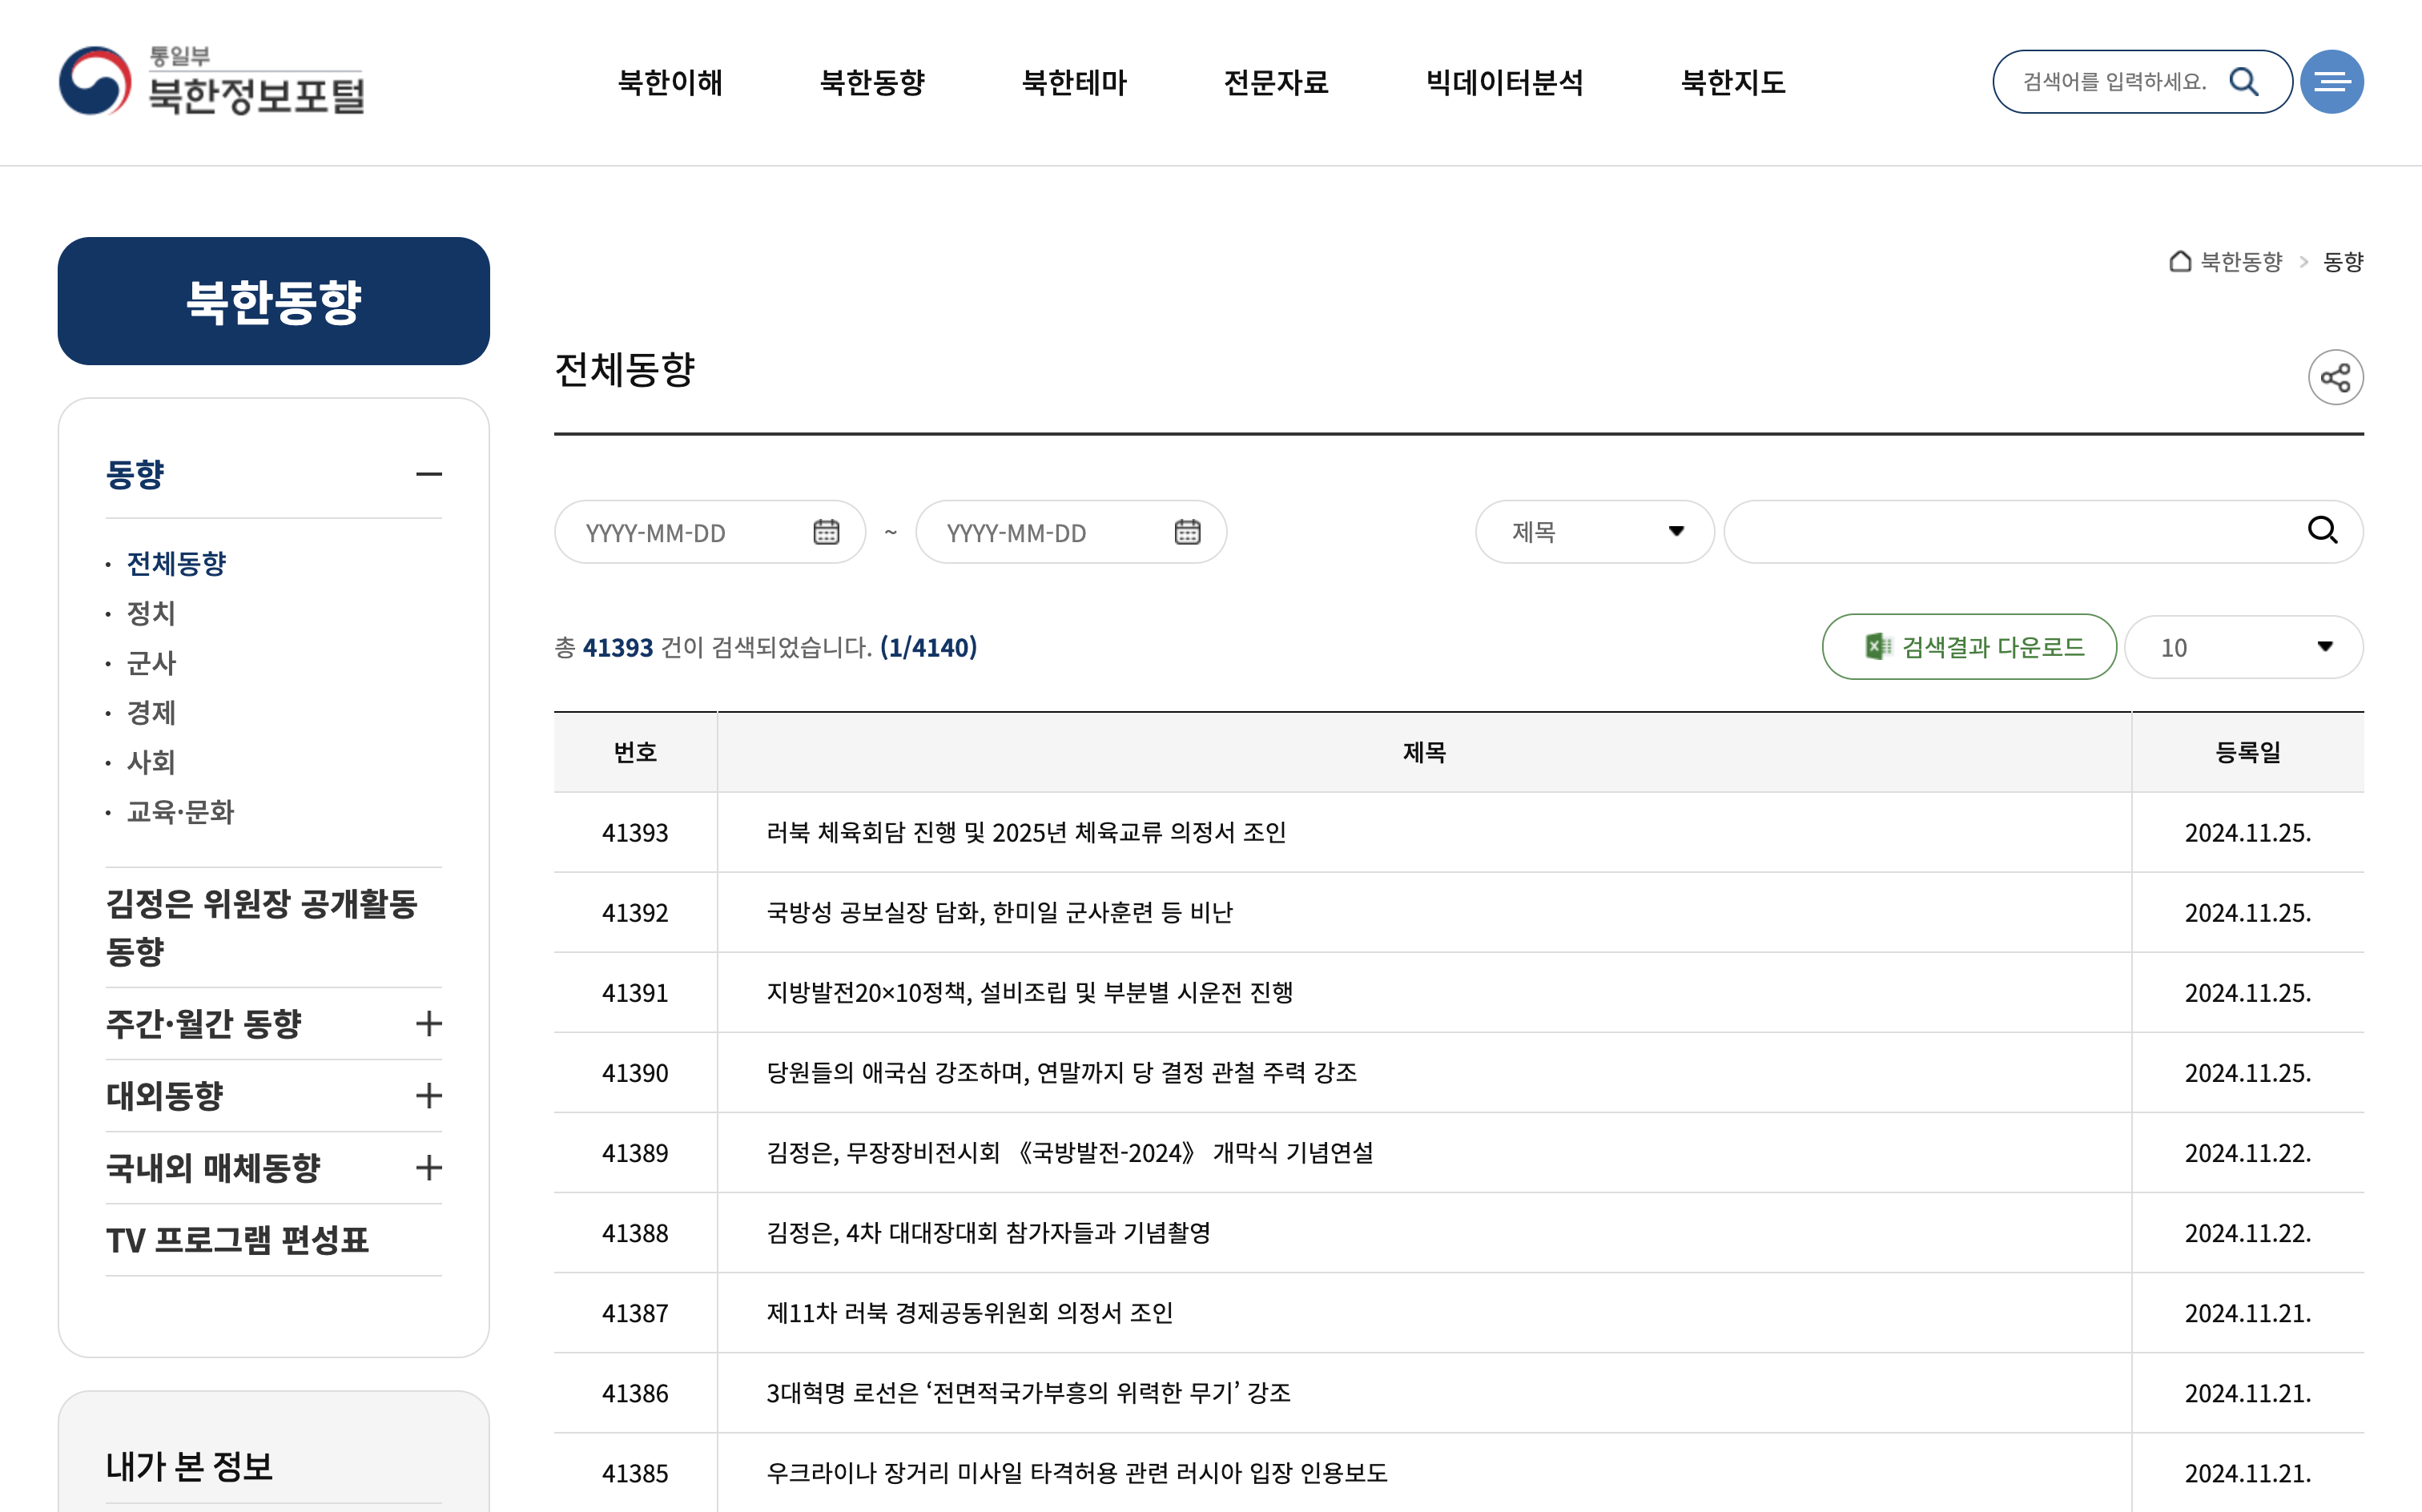 통일부
북한정보포털
북한이해 북한동향 북한테마 전문자료 빅데이터분석 북한지도
검색어를 입력하세요.
북한동향
동향
전체동향
정치
군사
경제
사회
교육·문화
김정은 위원장 공개활동
동향
주간·월간 동향
대외동향
국내외 매체동향
TV 프로그램 편성표
내가 본 정보
북한동향 > 동향
전체동향
YYYY-MM-DD ~ YYYY-MM-DD 제목
총 41393 건이 검색되었습니다. (1/4140) 검색결과 다운로드 10
번호 제목 등록일
41393 러북 체육회담 진행 및 2025년 체육교류 의정서 조인 2024.11.25.
41392 국방성 공보실장 담화, 한미일 군사훈련 등 비난 2024.11.25.
41391 지방발전20×10정책, 설비조립 및 부분별 시운전 진행 2024.11.25.
41390 당원들의 애국심 강조하며, 연말까지 당 결정 관철 주력 강조 2024.11.25.
41389 김정은, 무장장비전시회 《국방발전-2024》 개막식 기념연설 2024.11.22.
41388 김정은, 4차 대대장대회 참가자들과 기념촬영 2024.11.22.
41387 제11차 러북 경제공동위원회 의정서 조인 2024.11.21.
41386 3대혁명 로선은 ‘전면적국가부흥의 위력한 무기’ 강조 2024.11.21.
41385 우크라이나 장거리 미사일 타격허용 관련 러시아 입장 인용보도 2024.11.21.